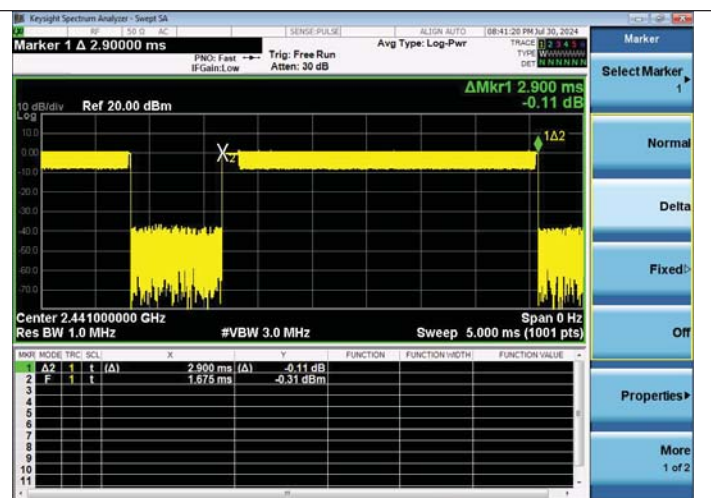 Keysight Spectrum Analyzer - Swept SA
RF 50 Ω AC SENSE:PULSE ALIGN AUTO 08:41:20 PM Jul 30, 2024
Marker 1 Δ 2.90000 ms
PNO: Fast
IFGain:Low
Trig: Free Run
Atten: 30 dB
Avg Type: Log-Pwr
TRACE 1 2 3 4 5 6
TYPE W
DET N N N N N N
ΔMkr1 2.900 ms
-0.11 dB
10 dB/div Ref 20.00 dBm
Log
10.0
0.00
-10.0
-20.0
-30.0
-40.0
-50.0
-60.0
-70.0
X2
1Δ2
Center 2.441000000 GHz Span 0 Hz
Res BW 1.0 MHz #VBW 3.0 MHz Sweep 5.000 ms (1001 pts)
MKR MODE TRC SCL X Y FUNCTION FUNCTION WIDTH FUNCTION VALUE
1 Δ2 1 t (Δ) 2.900 ms (Δ) -0.11 dB
2 F 1 t 1.675 ms -0.31 dBm
3
4
5
6
7
8
9
10
11
Marker
Select Marker
1
Normal
Delta
Fixed
Off
Properties
More
1 of 2